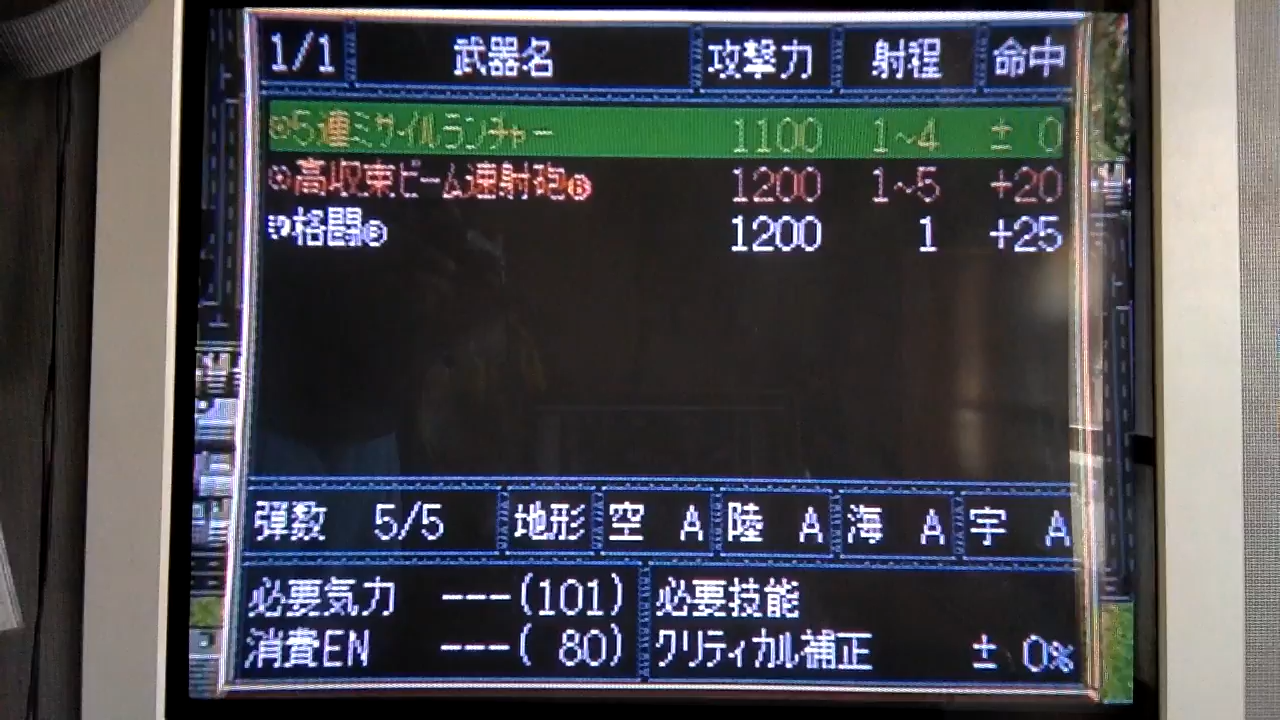 1/1 武器名 攻撃力 射程 命中
5連ミサイルランチャー 1100 1~4 ± 0
高収束ビーム速射砲Ⓑ 1200 1~5 +20
格闘Ⓟ 1200 1 +25
弾数 5/5 地形 空 A 陸 A 海 A 宇 A
必要気力 ---(101) 必要技能
消費EN ---( 80) クリティカル補正 ± 0%